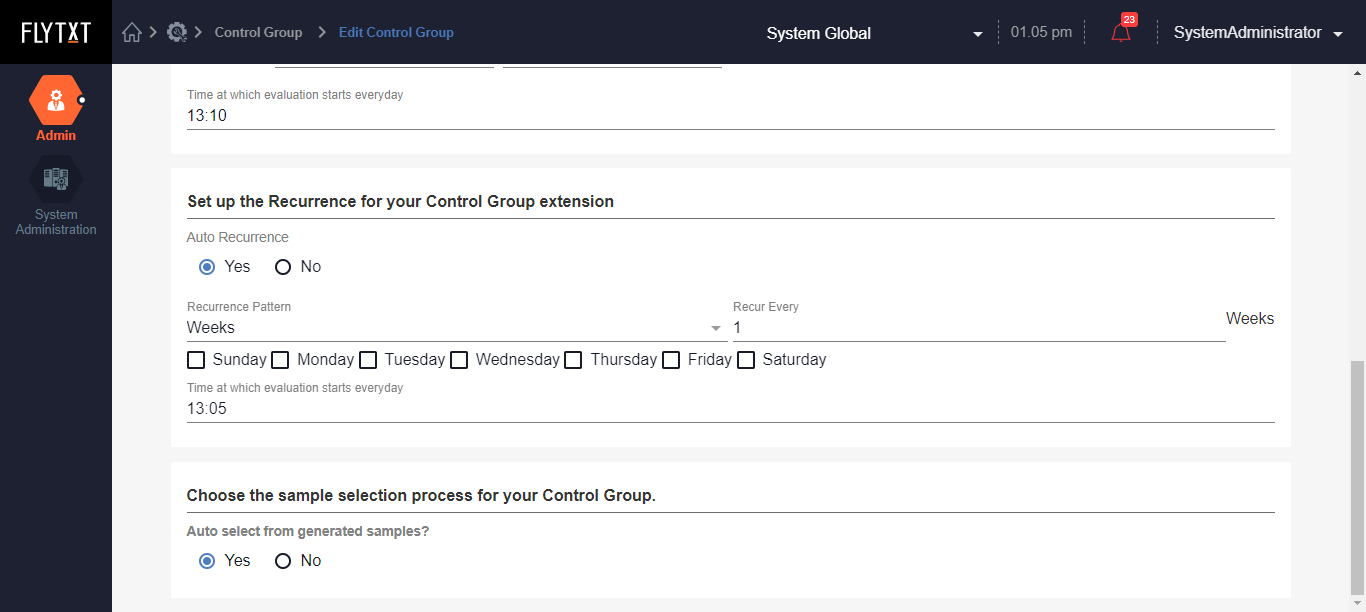 FLYTXT
Control Group
Edit Control Group
System Global
01.05 pm
23
SystemAdministrator
Admin
System
Administration
Time at which evaluation starts everyday
13:10
Set up the Recurrence for your Control Group extension
Auto Recurrence
Yes No
Recurrence Pattern Recur Every
Weeks 1 Weeks
Sunday Monday Tuesday Wednesday Thursday Friday Saturday
Time at which evaluation starts everyday
13:05
Choose the sample selection process for your Control Group.
Auto select from generated samples?
Yes No